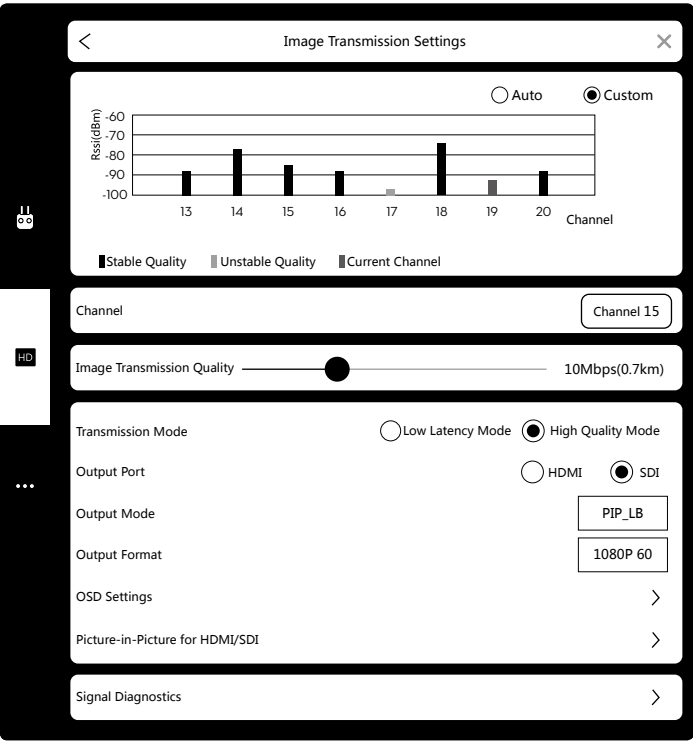 Image Transmission Settings
Auto Custom
Rssi(dBm)
-60
-70
-80
-90
-100
13 14 15 16 17 18 19 20 Channel
Stable Quality Unstable Quality Current Channel
Channel Channel 15
HD
Image Transmission Quality 10Mbps(0.7km)
Transmission Mode Low Latency Mode High Quality Mode
Output Port HDMI SDI
Output Mode PIP_LB
Output Format 1080P 60
OSD Settings
Picture-in-Picture for HDMI/SDI
Signal Diagnostics